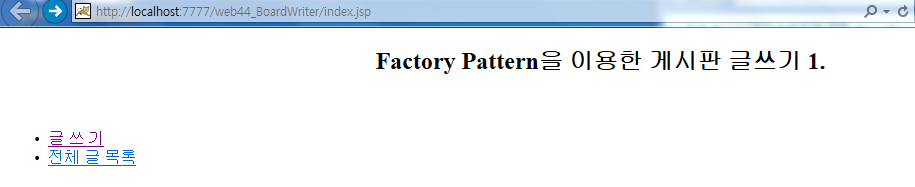 http://localhost:7777/web44_BoardWriter/index.jsp
Factory Pattern을 이용한 게시판 글쓰기 1.
글 쓰 기
전체 글 목록